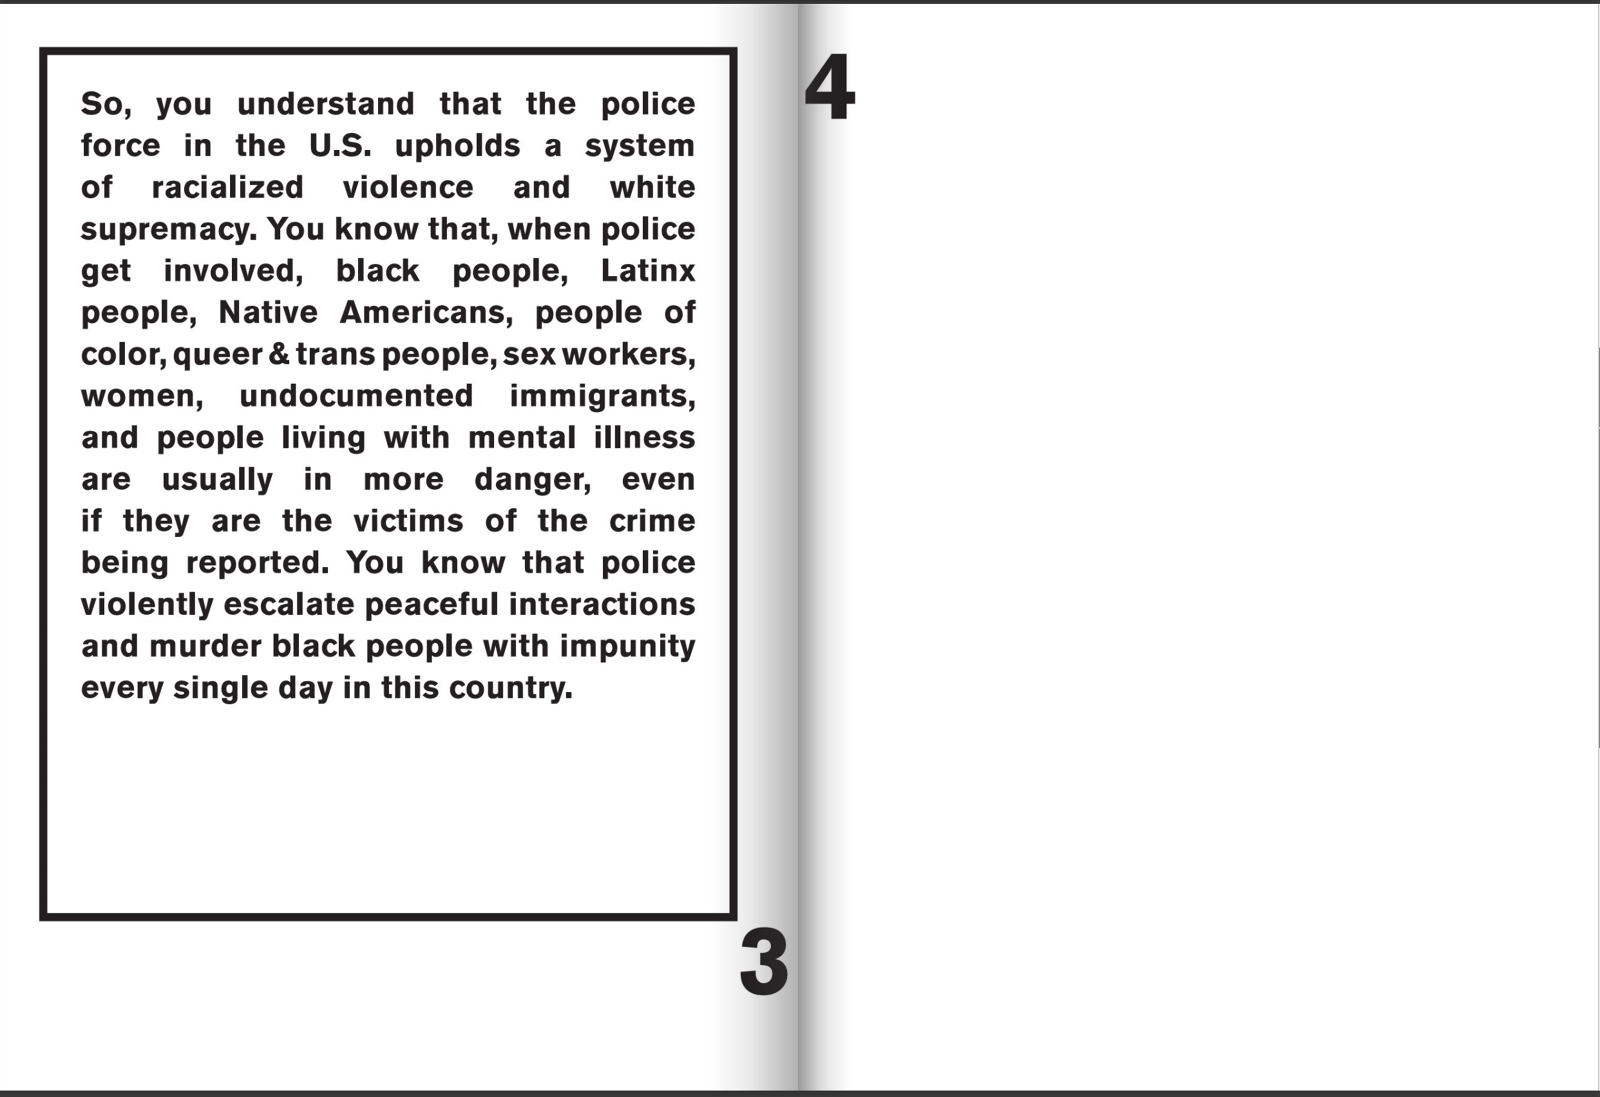 So, you understand that the police
force in the U.S. upholds a system
of racialized violence and white
supremacy. You know that, when police
get involved, black people, Latinx
people, Native Americans, people of
color, queer & trans people, sex workers,
women, undocumented immigrants,
and people living with mental illness
are usually in more danger, even
if they are the victims of the crime
being reported. You know that police
violently escalate peaceful interactions
and murder black people with impunity
every single day in this country.
3
4